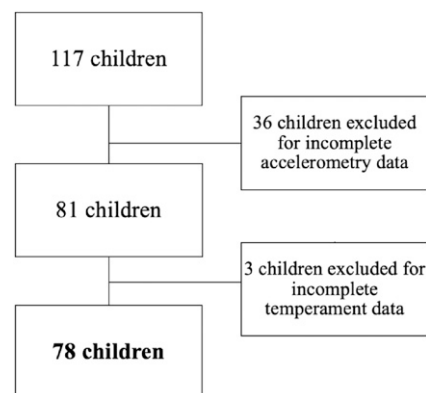 117 children
36 children excluded
for incomplete
accelerometry data
81 children
3 children excluded for
incomplete
temperament data
78 children